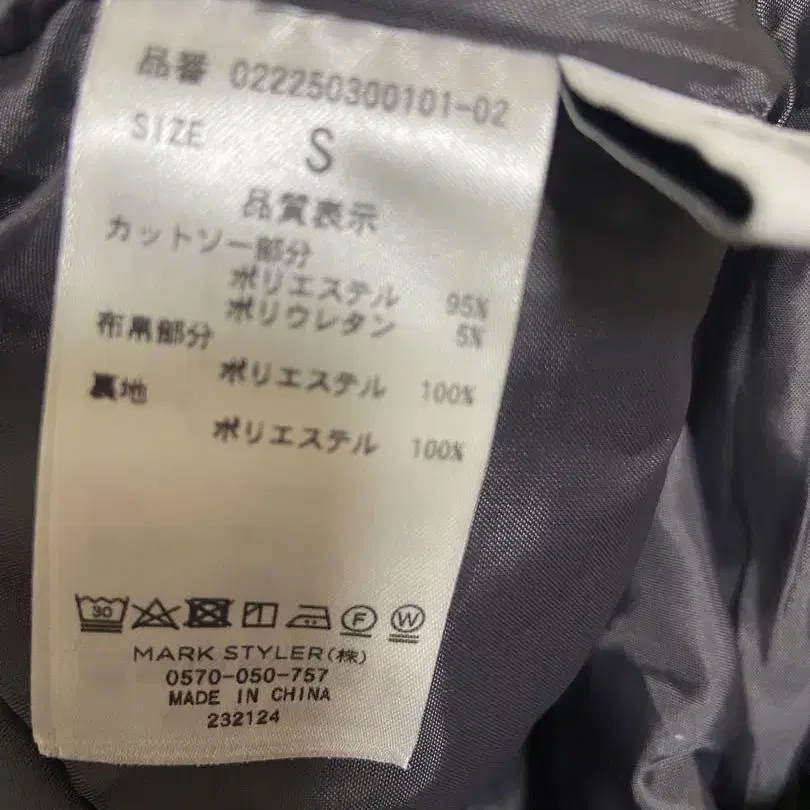 品番 022250300101-02
SIZE S
品質表示
カットソー部分
ポリエステル 95%
ポリウレタン 5%
布帛部分
ポリエステル 100%
裏地
ポリエステル 100%
30 F W
MARK STYLER(株)
0570-050-757
MADE IN CHINA
232124